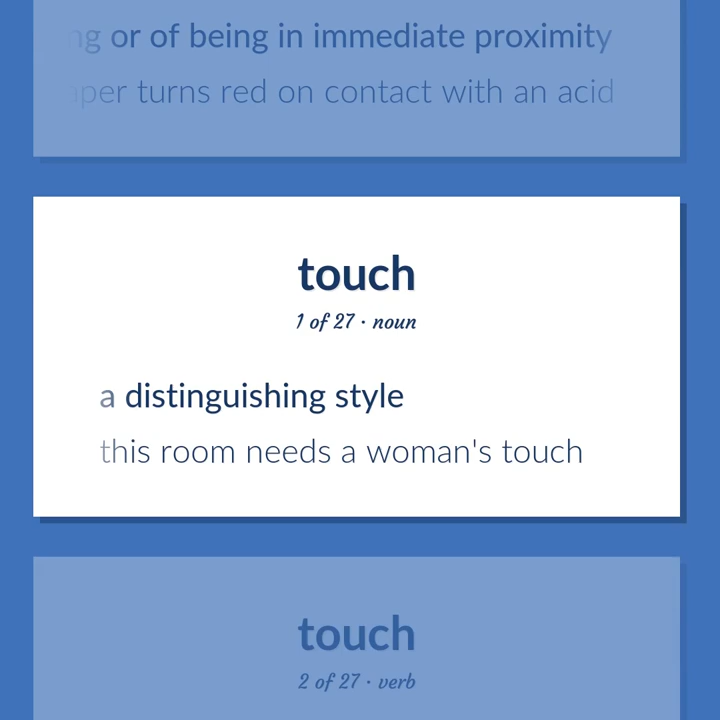 or of being in immediate proximity
turns red on contact with an acid
touch
1 of 27 · noun
a distinguishing style
this room needs a woman's touch
touch
2 of 27 · verb